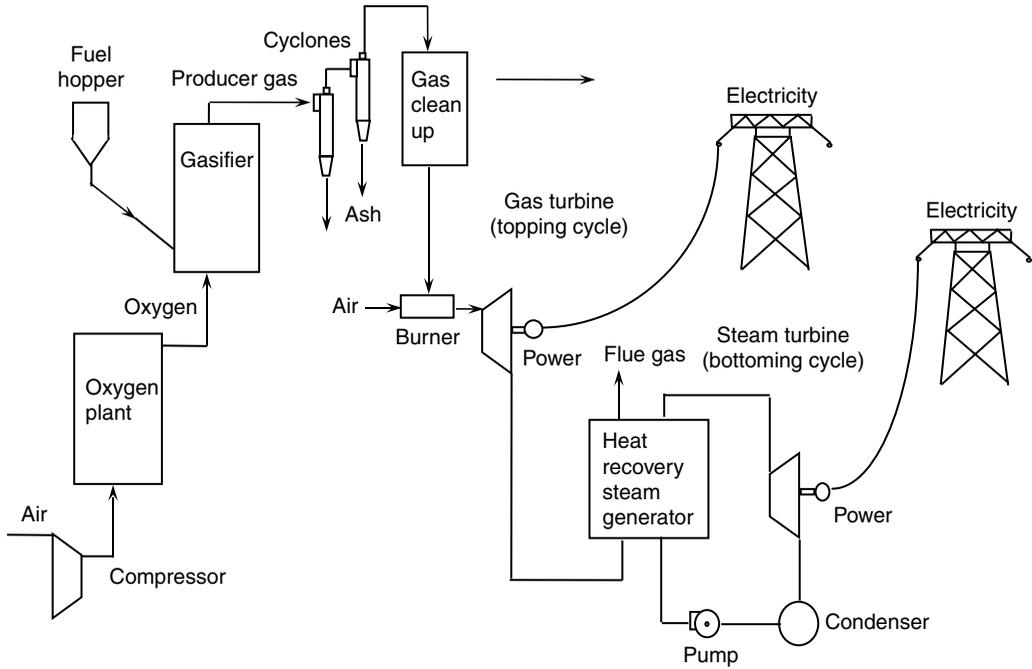 Cyclones
Fuel
hopper
Producer gas
Gas
clean
up
Electricity
Gasifier
Ash
Gas turbine
(topping cycle)
Electricity
Oxygen
Air
Burner
Power
Steam turbine
(bottoming cycle)
Flue gas
Oxygen
plant
Heat
recovery
steam
generator
Air
Power
Compressor
Condenser
Pump